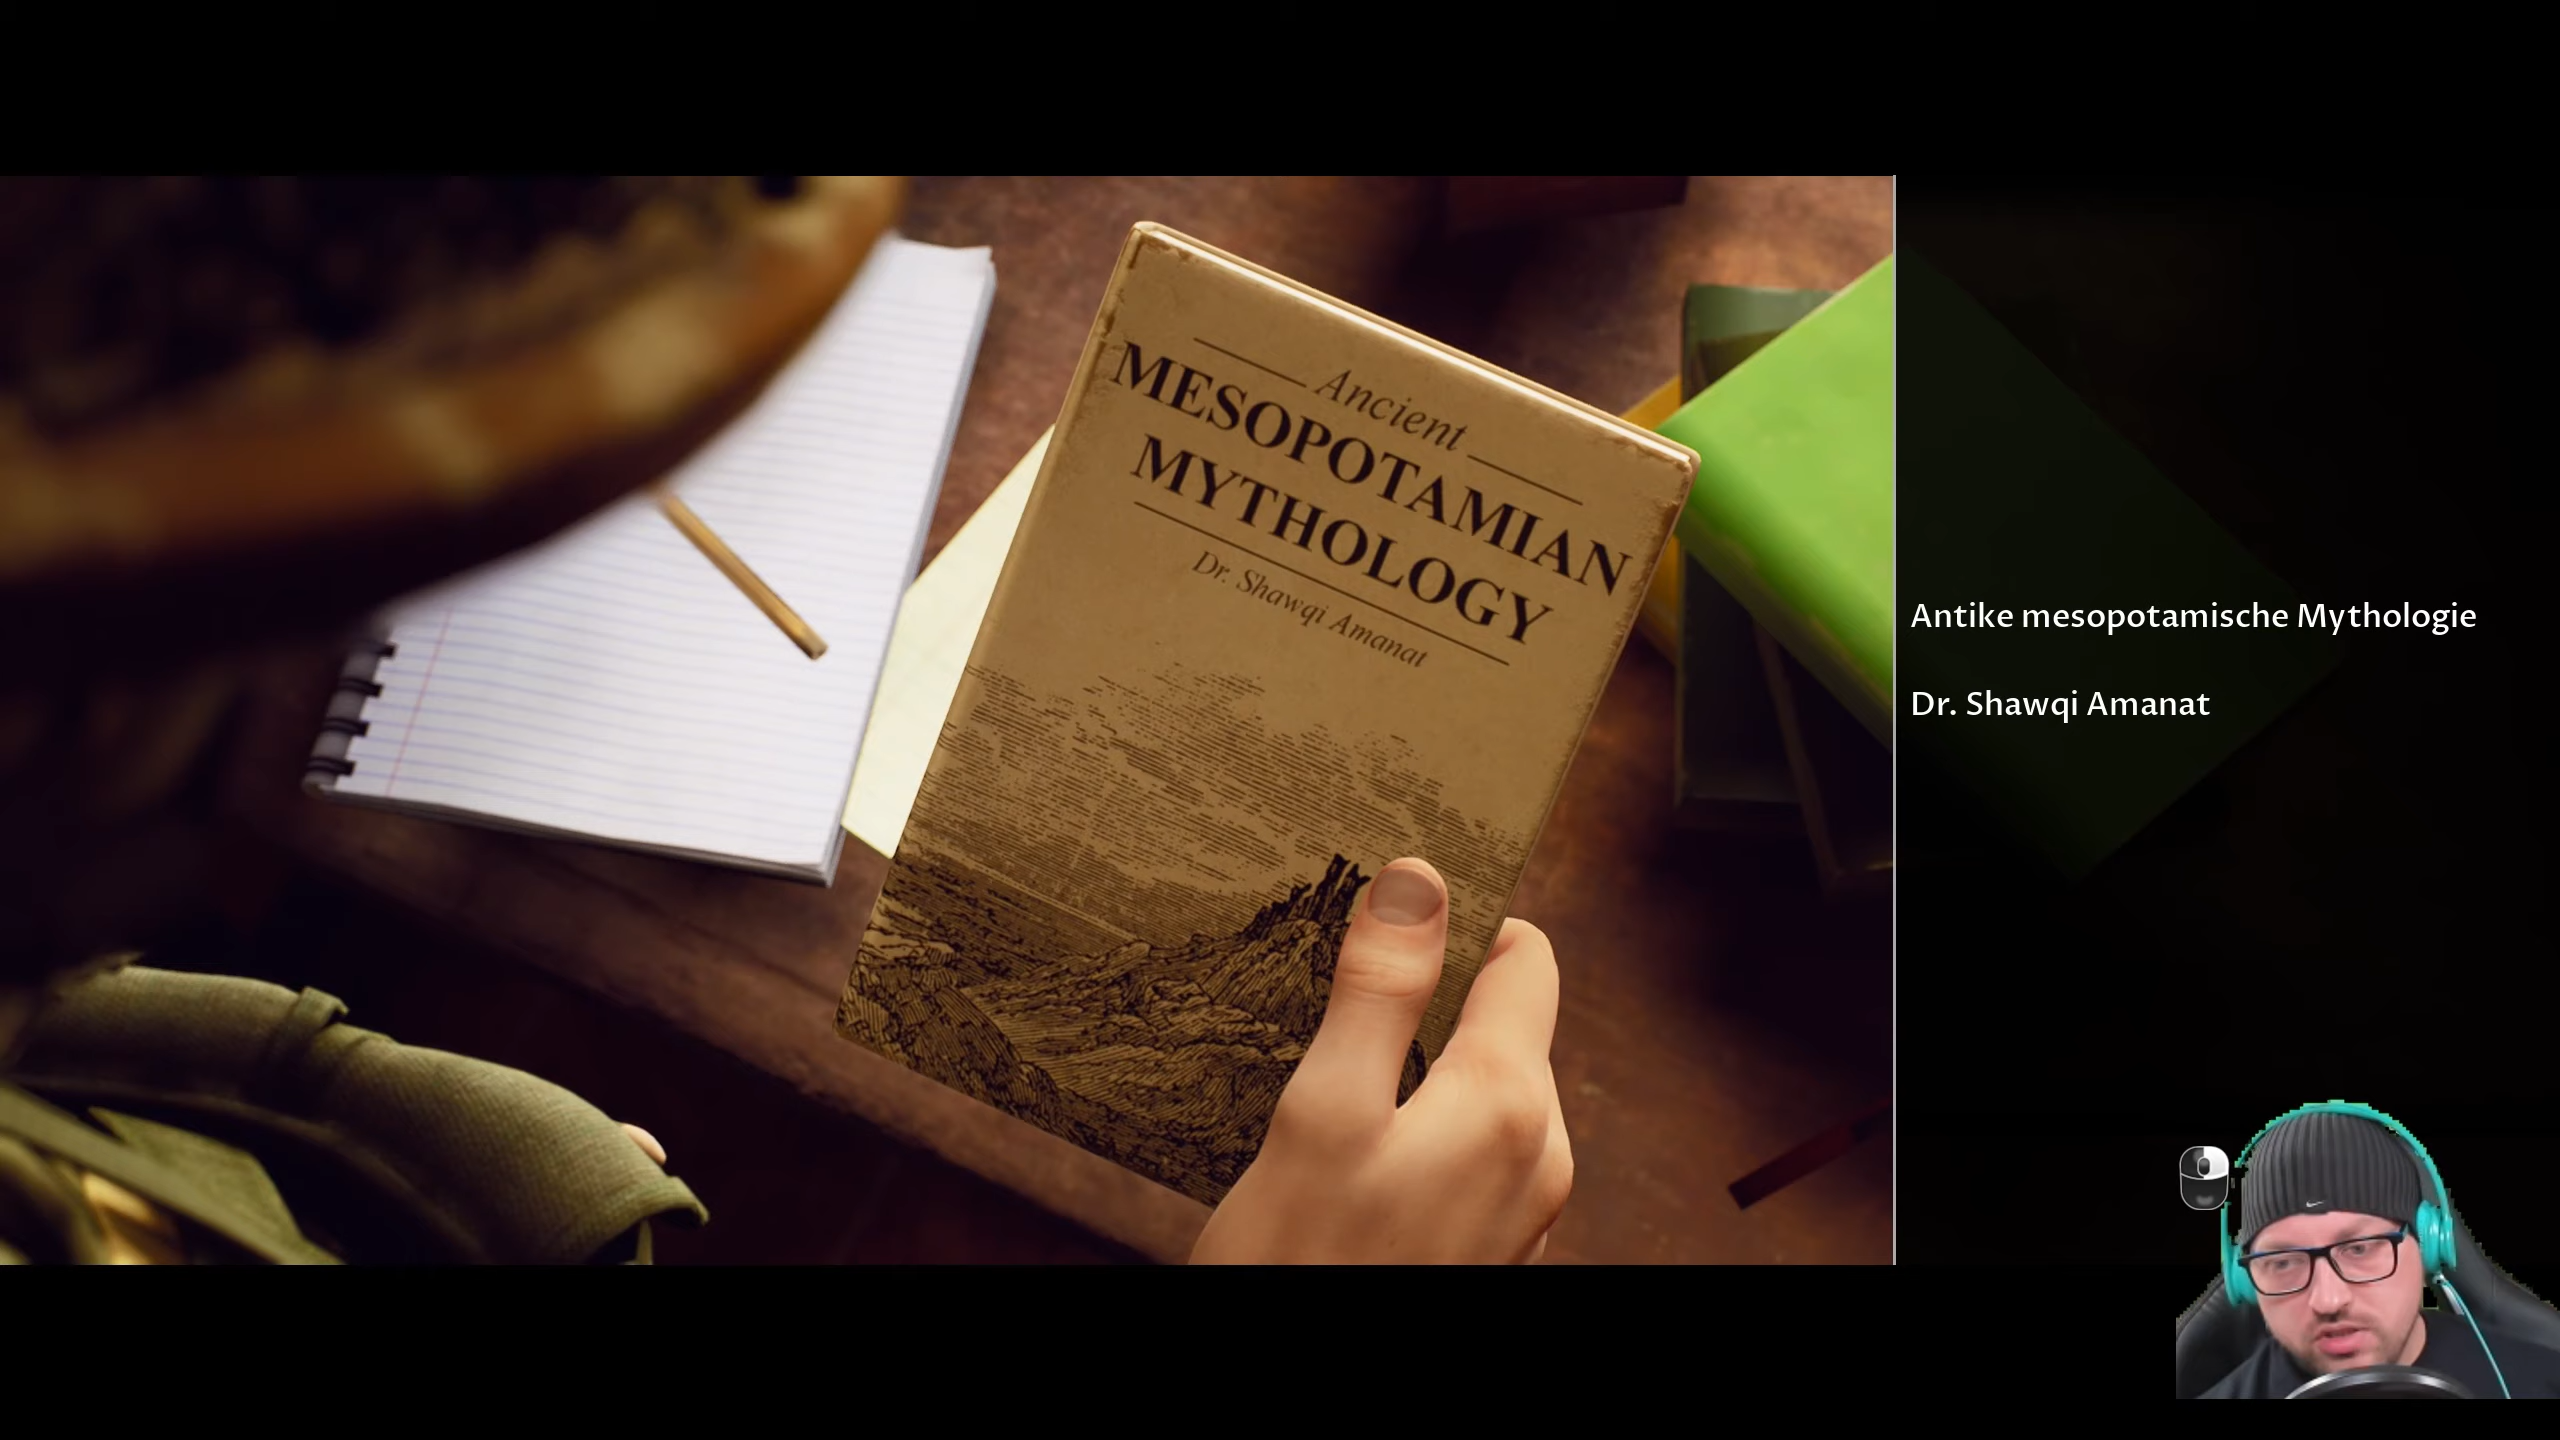 Ancient
MESOPOTAMIAN
MYTHOLOGY
Dr. Shawqi Amanat
Antike mesopotamische Mythologie
Dr. Shawqi Amanat